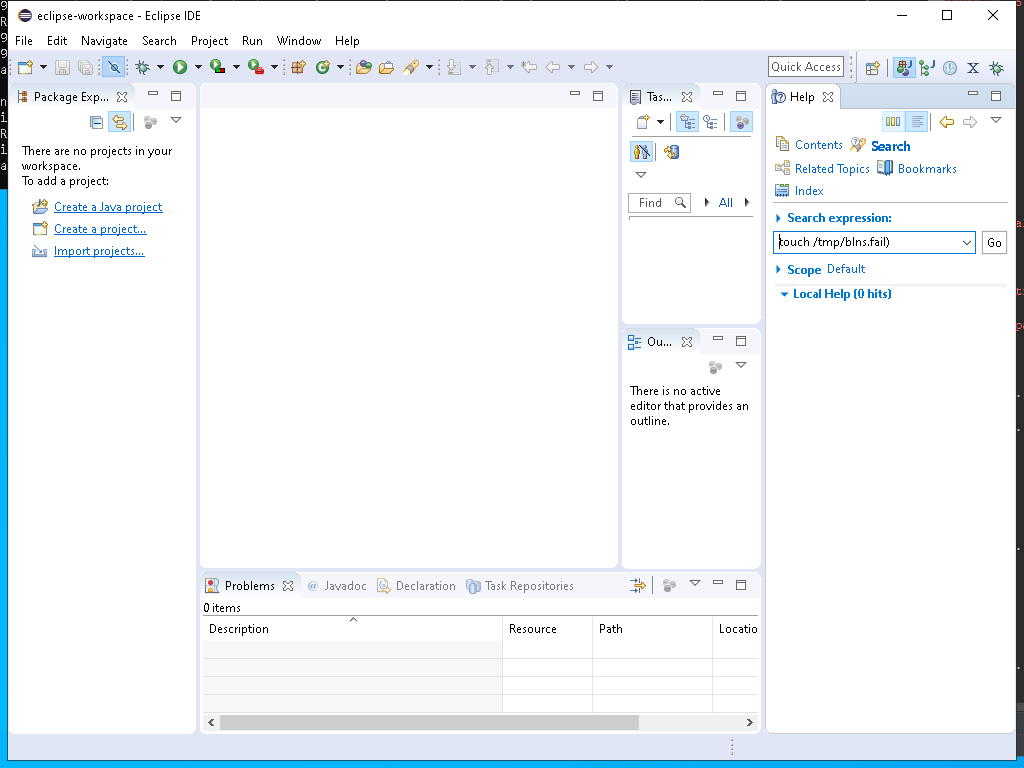 eclipse-workspace - Eclipse IDE
File Edit Navigate Search Project Run Window Help
Quick Access
Package Exp...
There are no projects in your
workspace.
To add a project:
Create a Java project
Create a project...
Import projects...
Tas...
Find
All
Ou...
There is no active
editor that provides an
outline.
Problems @ Javadoc Declaration Task Repositories
0 items
Description Resource Path Locatio
Help
Contents Search
Related Topics Bookmarks
Index
Search expression:
touch /tmp/blns.fail)
Go
Scope Default
Local Help (0 hits)